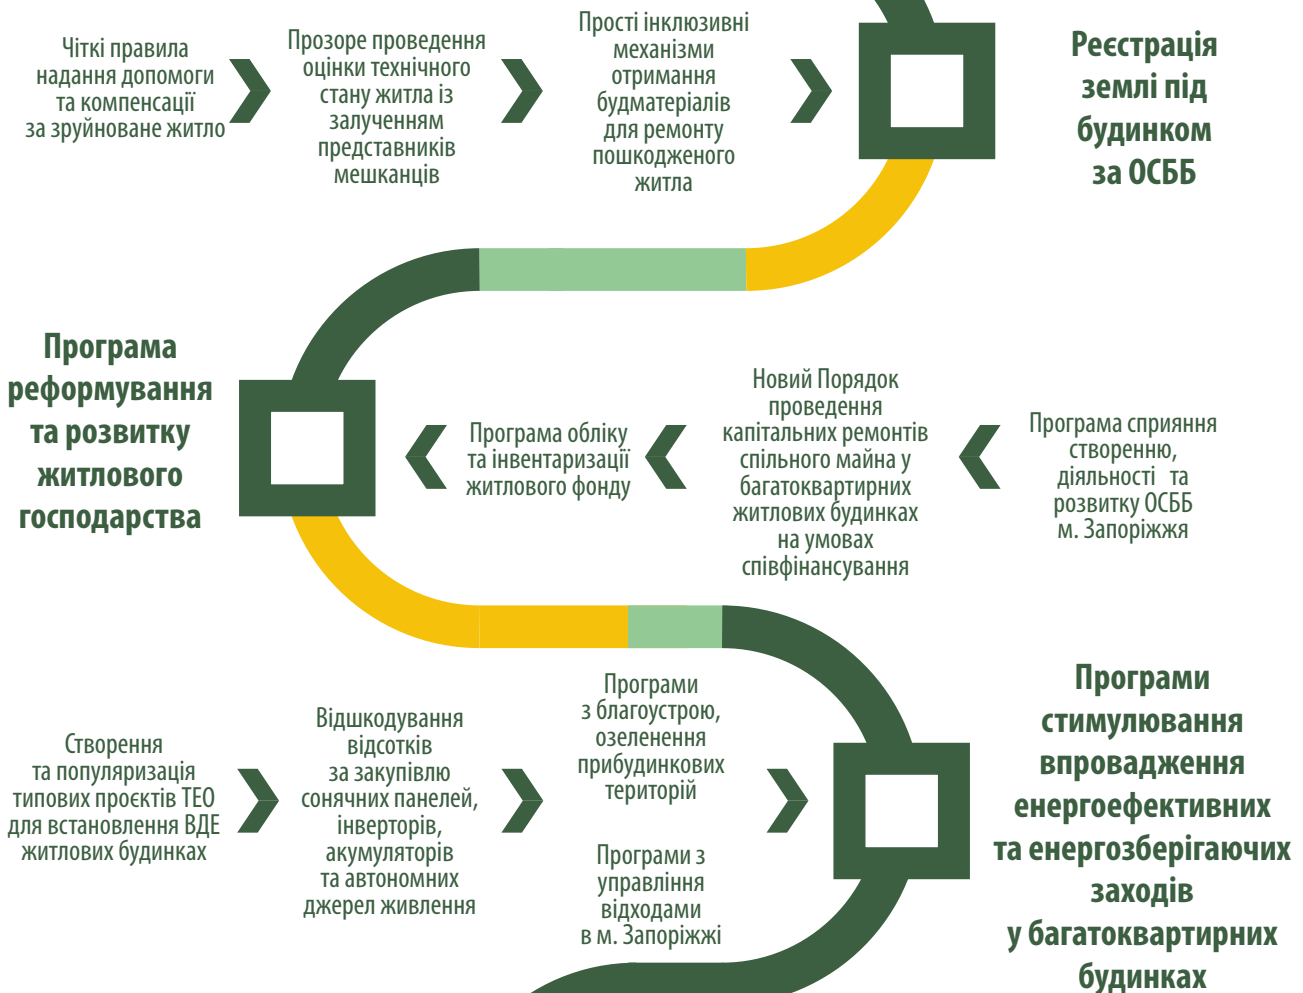 Чіткі правила
надання допомоги
та компенсації
за зруйноване житло
Прозоре проведення
оцінки технічного
стану житла із
залученням
представників
мешканців
Прості інклюзивні
механізми
отримання
будматеріалів
для ремонту
пошкодженого
житла
Реєстрація
землі під
будинком
за ОСББ
Програма
реформування
та розвитку
житлового
господарства
Програма обліку
та інвентаризації
житлового фонду
Новий Порядок
проведення
капітальних ремонтів
спільного майна у
багатоквартирних
житлових будинках
на умовах
співфінансування
Програма сприяння
створенню,
діяльності та
розвитку ОСББ
м. Запоріжжя
Створення
та популяризація
типових проєктів ТЕО
для встановлення ВДЕ
житлових будинках
Відшкодування
відсотків
за закупівлю
сонячних панелей,
інверторів,
акумуляторів
та автономних
джерел живлення
Програми
з благоустрою,
озеленення
прибудинкових
територій
Програми з
управління
відходами
в м. Запоріжжі
Програми
стимулювання
впровадження
енергоефективних
та енергозберігаючих
заходів
у багатоквартирних
будинках